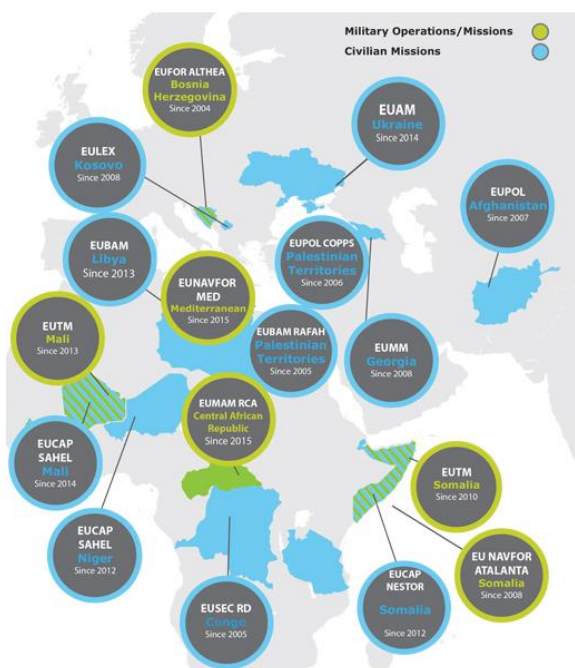 Military Operations/Missions
Civilian Missions
EUFOR ALTHEA
Bosnia
Herzegovina
Since 2004
EUAM
Ukraine
Since 2014
EULEX
Kosovo
Since 2008
EUPOL
Afghanistan
Since 2007
EUBAM
Libya
Since 2013
EUPOL COPPS
Palestinian
Territories
Since 2006
EUNAVFOR
MED
Mediterranean
Since 2015
EUTM
Mali
Since 2013
EUBAM RAFAH
Palestinian
Territories
Since 2005
EUMM
Georgia
Since 2008
EUMAM RCA
Central African
Republic
Since 2015
EUCAP
SAHEL
Mali
Since 2014
EUTM
Somalia
Since 2010
EUCAP
SAHEL
Niger
Since 2012
EUSEC RD
Congo
Since 2005
EUCAP
NESTOR
Somalia
Since 2012
EU NAVFOR
ATALANTA
Somalia
Since 2008